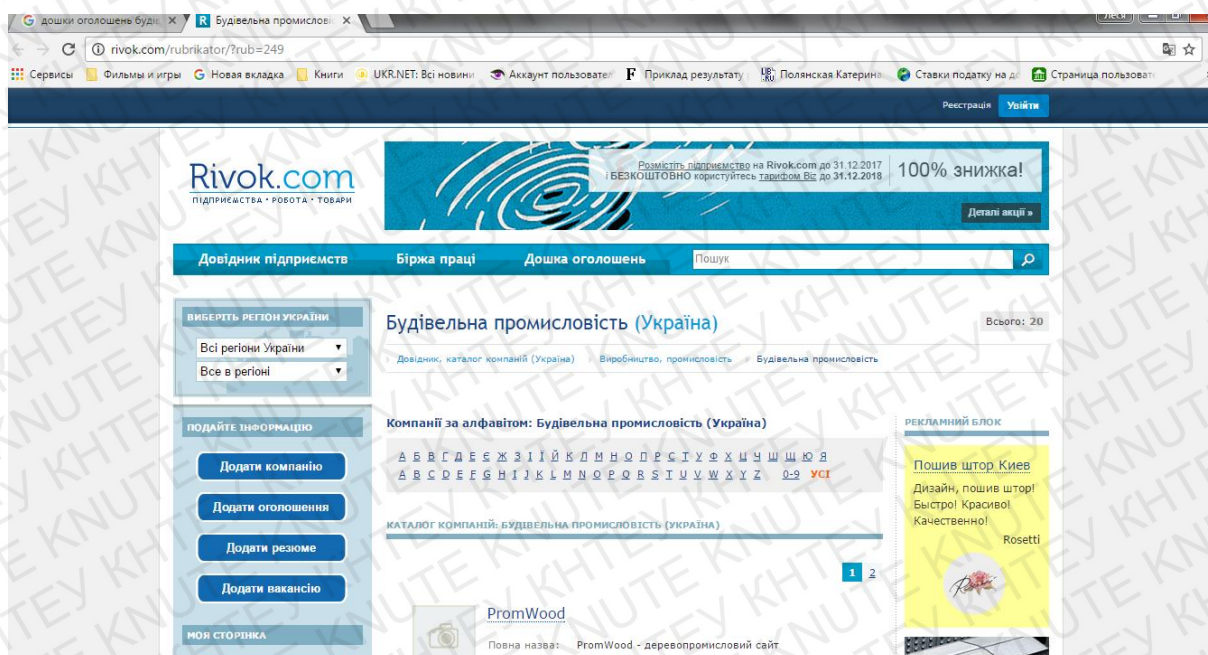 дошки оголошень буді
Будівельна промислові
Леся
rivok.com/rubrikator/?rub=249
Сервисы
Фильмы и игры
Новая вкладка
Книги
UKR.NET: Всі новини
Аккаунт пользовател
Приклад результату
Полянская Катерина
Ставки податку на до
Страница пользоват
Реєстрація
Увійти
Rivok.com
ПІДПРИЄМСТВА • РОБОТА • ТОВАРИ
Розмістіть підприємство на Rivok.com до 31.12.2017
і БЕЗКОШТОВНО користуйтесь тарифом Biz до 31.12.2018
100% знижка!
Деталі акції »
Довідник підприємств
Біржа праці
Дошка оголошень
Пошук
ВИБЕРІТЬ РЕГІОН УКРАЇНИ
Всі регіони України
Все в регіоні
Будівельна промисловість (Україна)
Всього: 20
Довідник, каталог компаній (Україна)
Виробництво, промисловість
Будівельна промисловість
ПОДАЙТЕ ІНФОРМАЦІЮ
Додати компанію
Додати оголошення
Додати резюме
Додати вакансію
МОЯ СТОРІНКА
Компанії за алфавітом: Будівельна промисловість (Україна)
А Б В Г Д Е Є Ж З І Ї Й К Л М Н О П Р С Т У Ф Х Ц Ч Ш Щ Ю Я
A B C D E F G H I J K L M N O P Q R S T U V W X Y Z 0-9 УСІ
КАТАЛОГ КОМПАНІЙ: БУДІВЕЛЬНА ПРОМИСЛОВІСТЬ (УКРАЇНА)
1 2
PromWood
Повна назва: PromWood - деревопромисловий сайт
РЕКЛАМНИЙ БЛОК
Пошив штор Киев
Дизайн, пошив штор!
Быстро! Красиво!
Качественно!
Rosetti